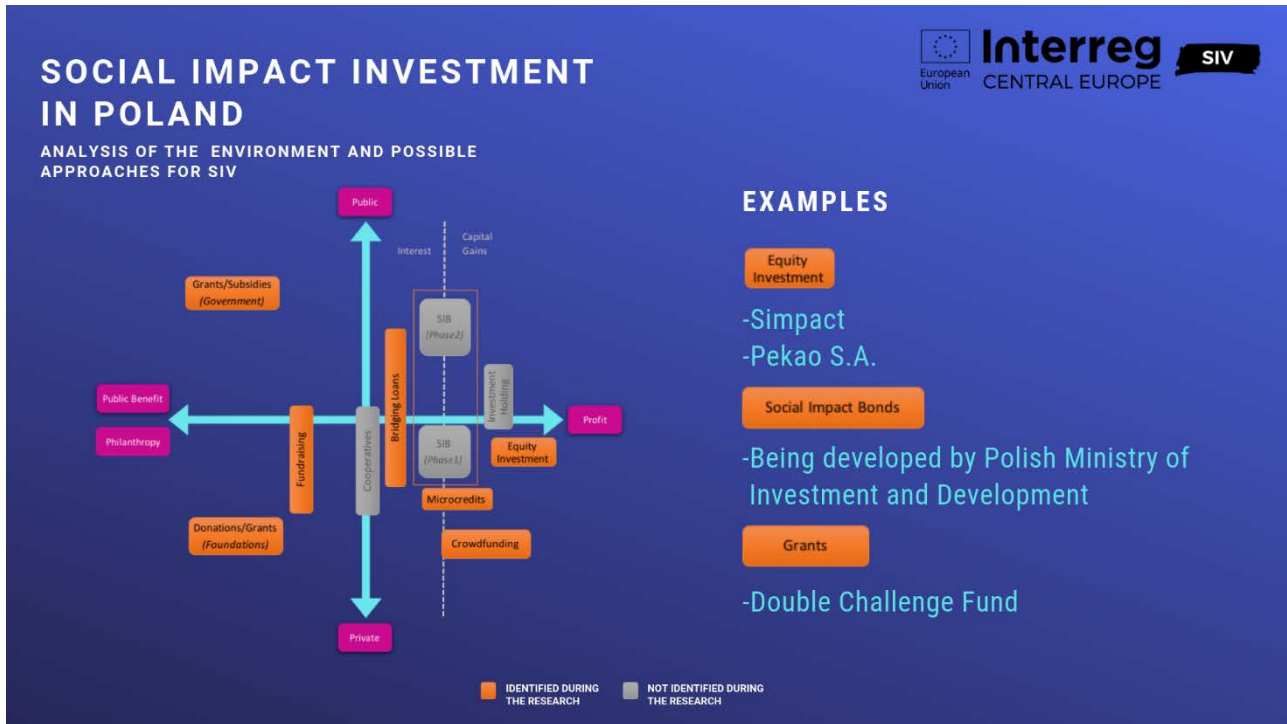 SOCIAL IMPACT INVESTMENT
IN POLAND
ANALYSIS OF THE ENVIRONMENT AND POSSIBLE
APPROACHES FOR SIV
European
Union
Interreg
CENTRAL EUROPE
SIV
Public
Interest
Capital
Gains
Grants/Subsidies
(Government)
SIB
(Phase2)
Bridging Loans
Investment
Holding
Public Benefit
Philanthropy
Profit
Fundraising
Cooperatives
SIB
(Phase1)
Equity
Investment
Microcredits
Donations/Grants
(Foundations)
Crowdfunding
Private
IDENTIFIED DURING
THE RESEARCH
NOT IDENTIFIED DURING
THE RESEARCH
EXAMPLES
Equity
Investment
-Simpact
-Pekao S.A.
Social Impact Bonds
-Being developed by Polish Ministry of
Investment and Development
Grants
-Double Challenge Fund